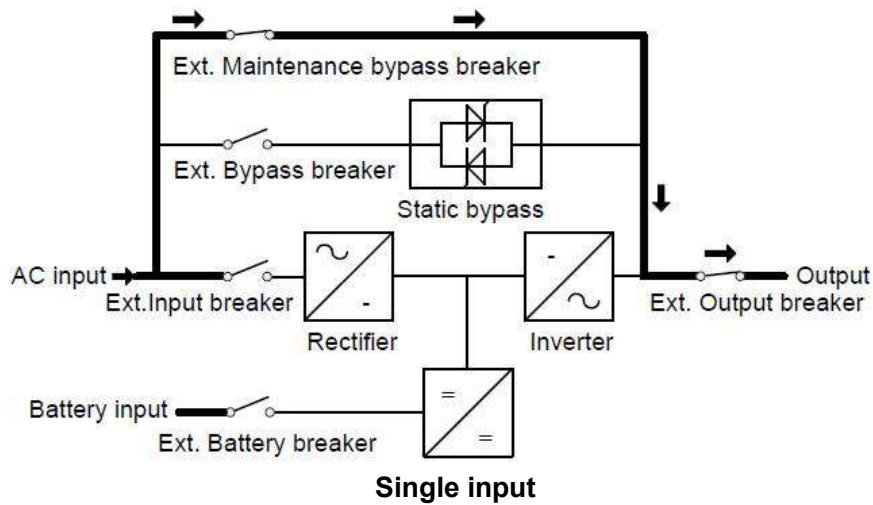 Ext. Maintenance bypass breaker
Ext. Bypass breaker
Static bypass
AC input
Output
Ext.Input breaker
Ext. Output breaker
Rectifier
Inverter
Battery input
Ext. Battery breaker
Single input